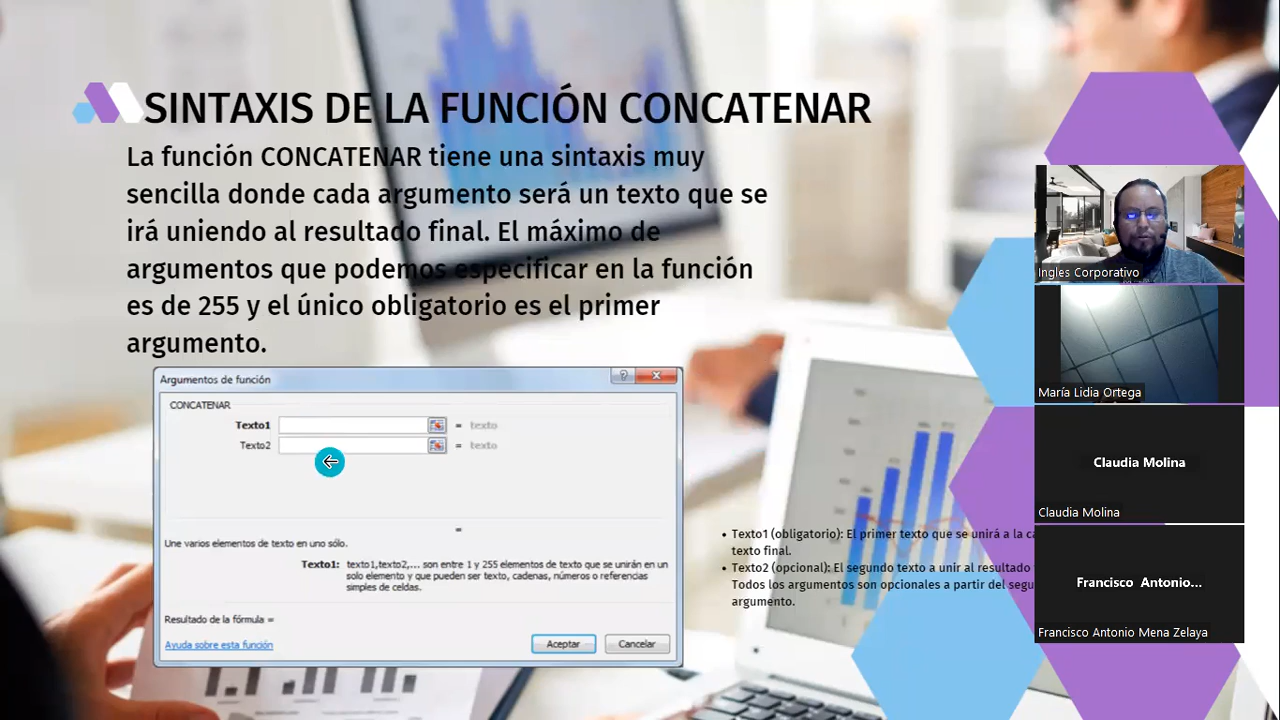 SINTAXIS DE LA FUNCIÓN CONCATENAR
La función CONCATENAR tiene una sintaxis muy
sencilla donde cada argumento será un texto que se
irá uniendo al resultado final. El máximo de
argumentos que podemos especificar en la función
es de 255 y el único obligatorio es el primer
argumento.
Argumentos de función
CONCATENAR
Texto1 = texto
Texto2 = texto
=
Une varios elementos de texto en uno sólo.
Texto1: texto1,texto2,... son entre 1 y 255 elementos de texto que se unirán en un
solo elemento y que pueden ser texto, cadenas, números o referencias
simples de celdas.
Resultado de la fórmula =
Ayuda sobre esta función
Aceptar
Cancelar
• Texto1 (obligatorio): El primer texto que se unirá a la
texto final.
• Texto2 (opcional): El segundo texto a unir al resultado
Todos los argumentos son opcionales a partir del
argumento.
Ingles Corporativo
María Lidia Ortega
Claudia Molina
Claudia Molina
Francisco Antonio...
Francisco Antonio Mena Zelaya